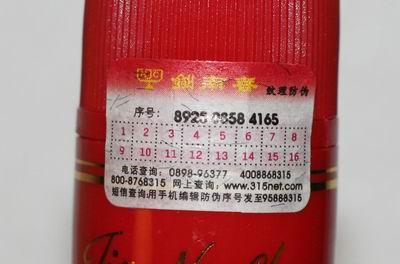 剑南春 纹理防伪
序号: 8925 0858 4165
1 2 3 4 5 6 7 8
9 10 11 12 13 14 15 16
电话查询: 0898-96377 4008868315
800-8768315 网上查询: www.315net.com
短信查询:用手机编辑防伪序号发至95888315